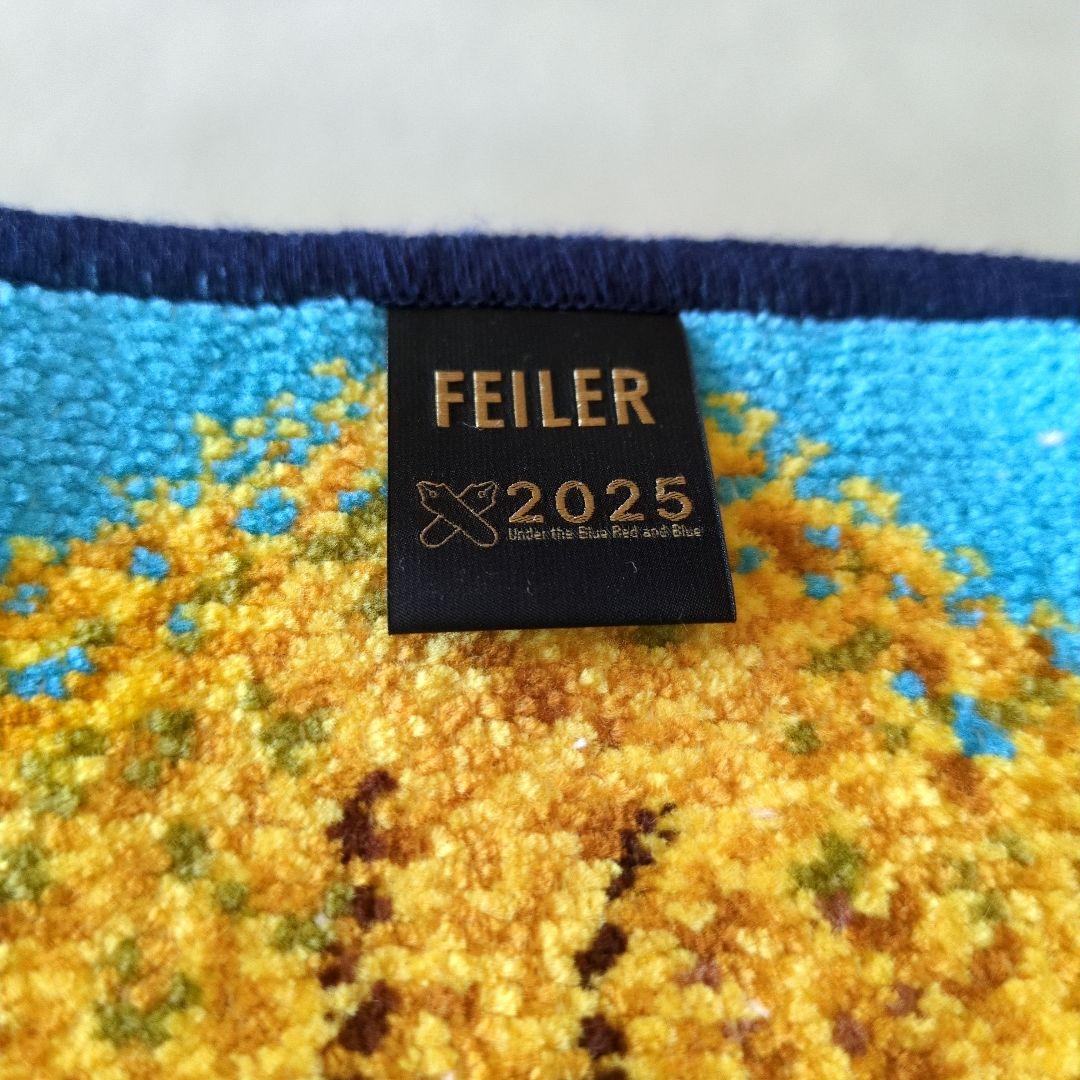 FEILER
2025
Under the Blue Red and Blue